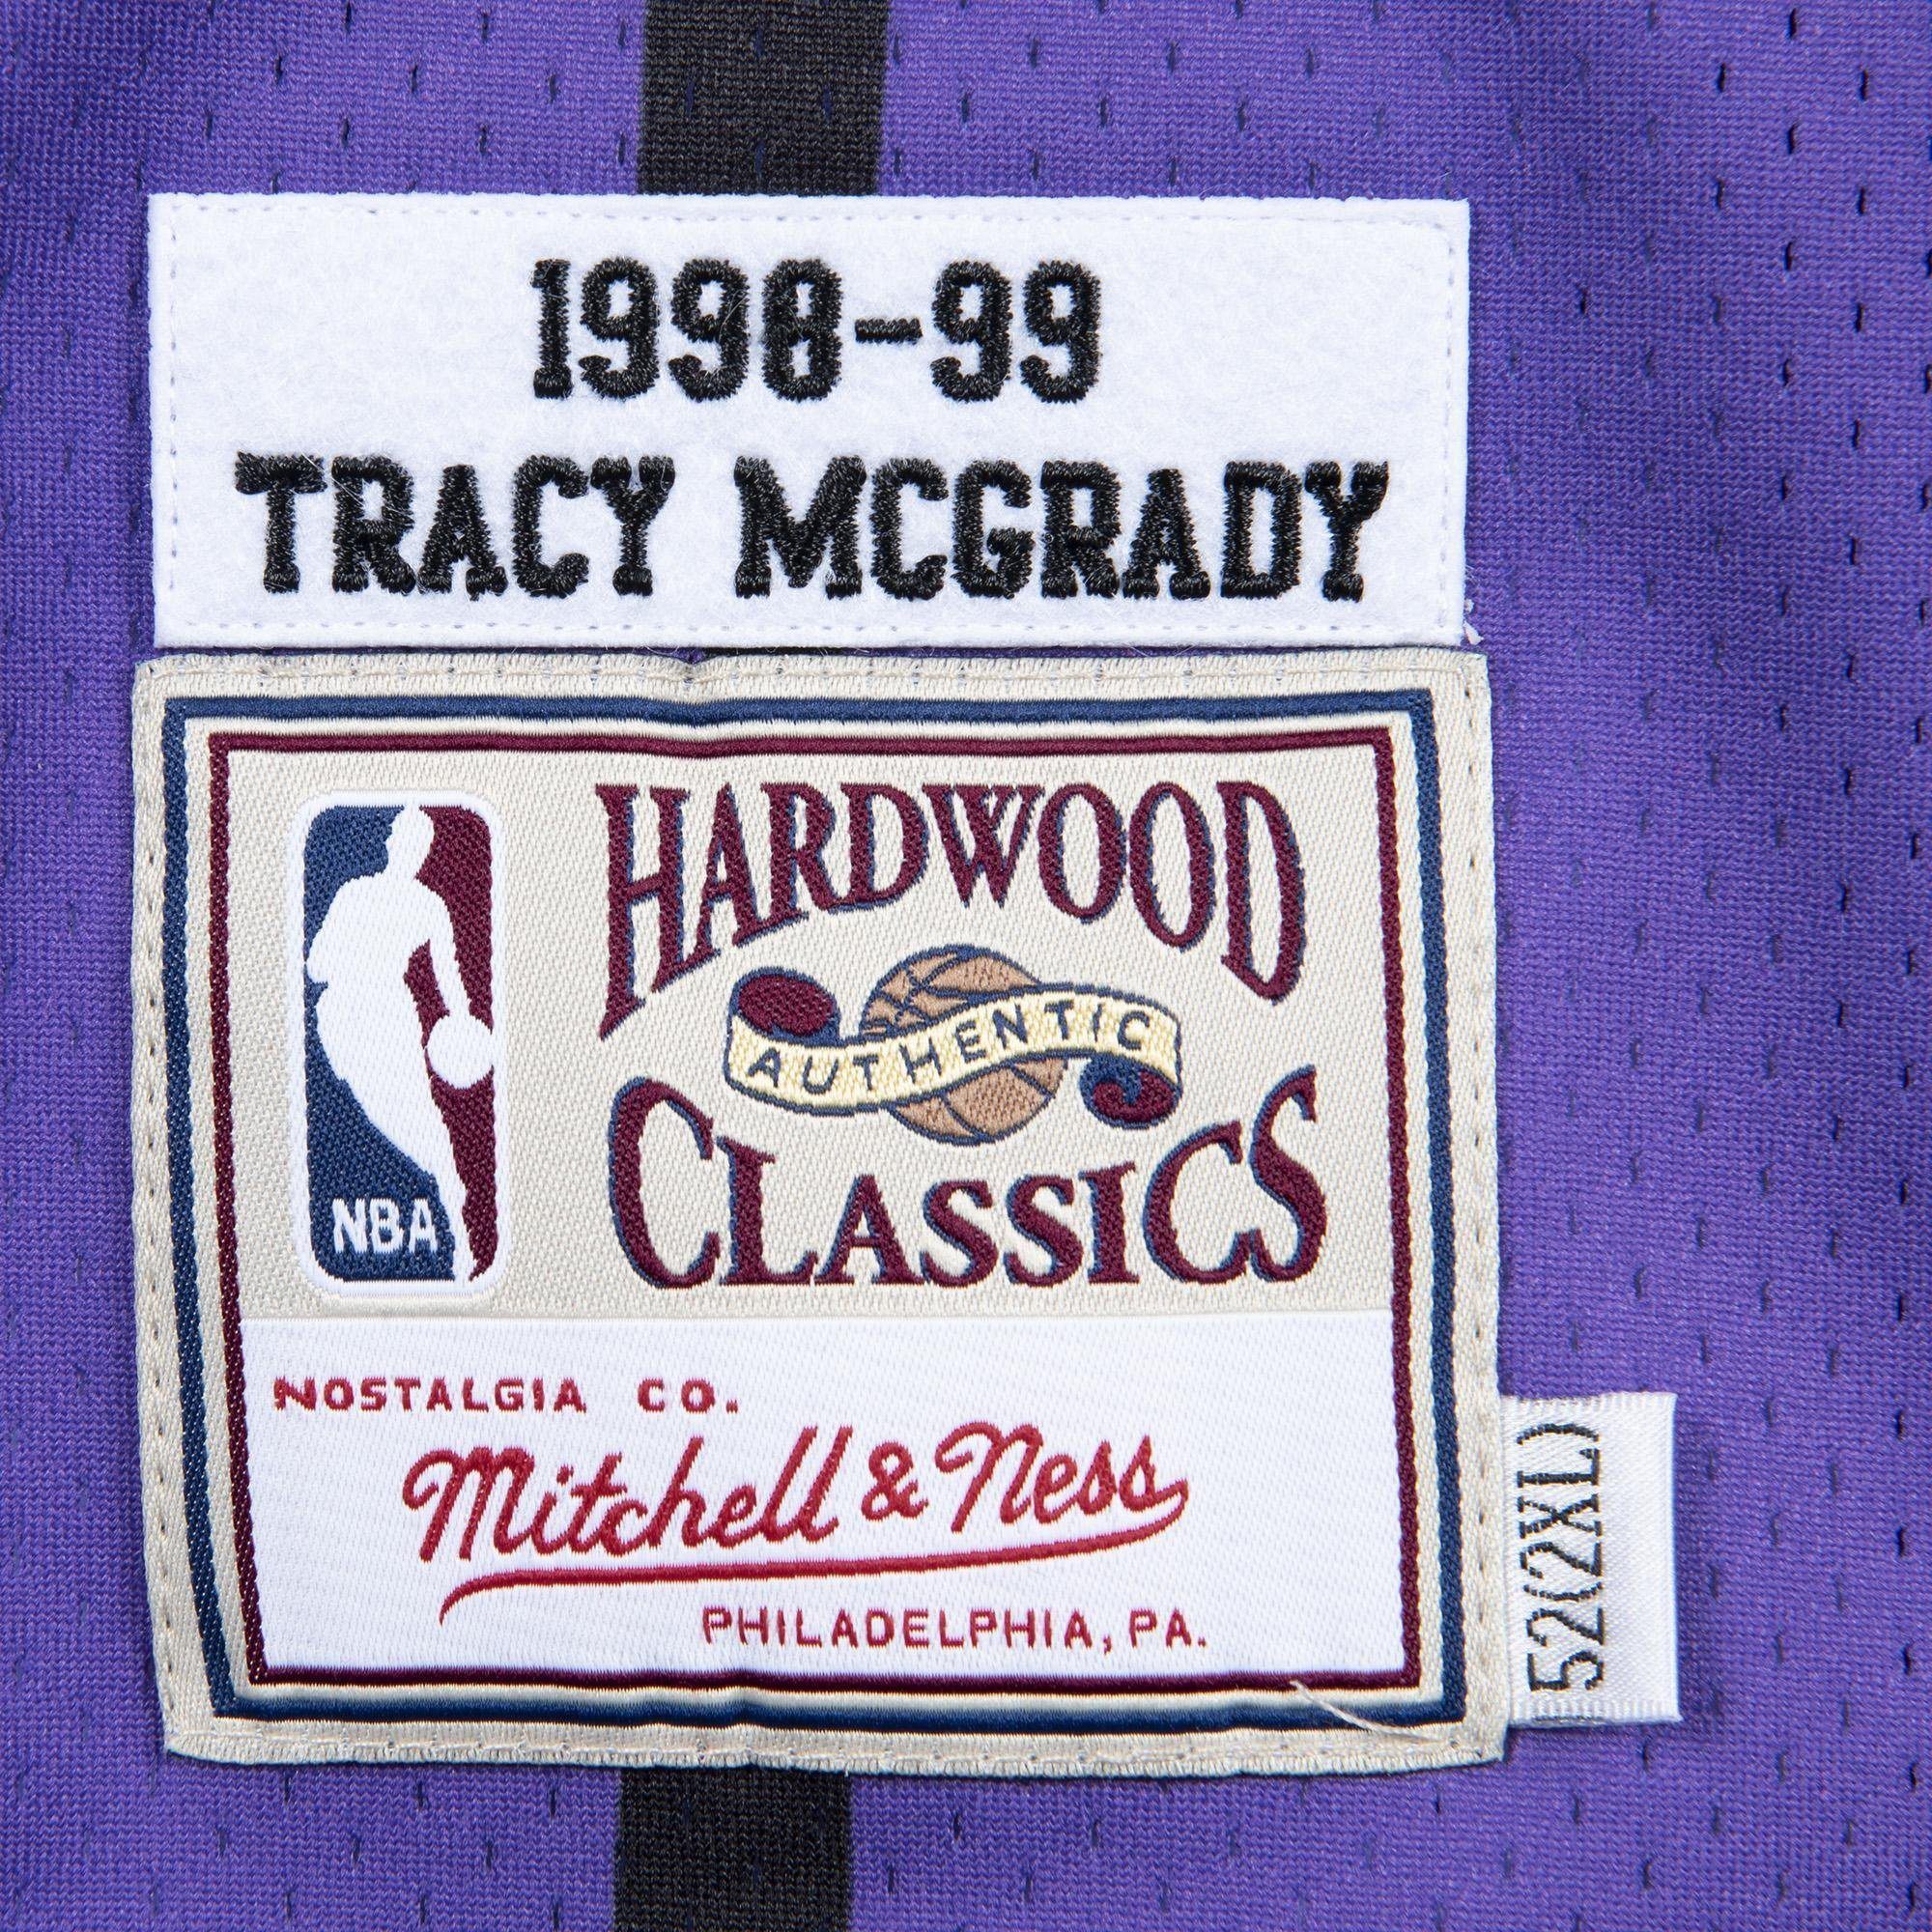 1998-99
TRACY MCGRADY
HARDWOOD
AUTHENTIC
CLASSICS
NBA
NOSTALGIA CO.
Mitchell & Ness
PHILADELPHIA, PA.
52(2XL)